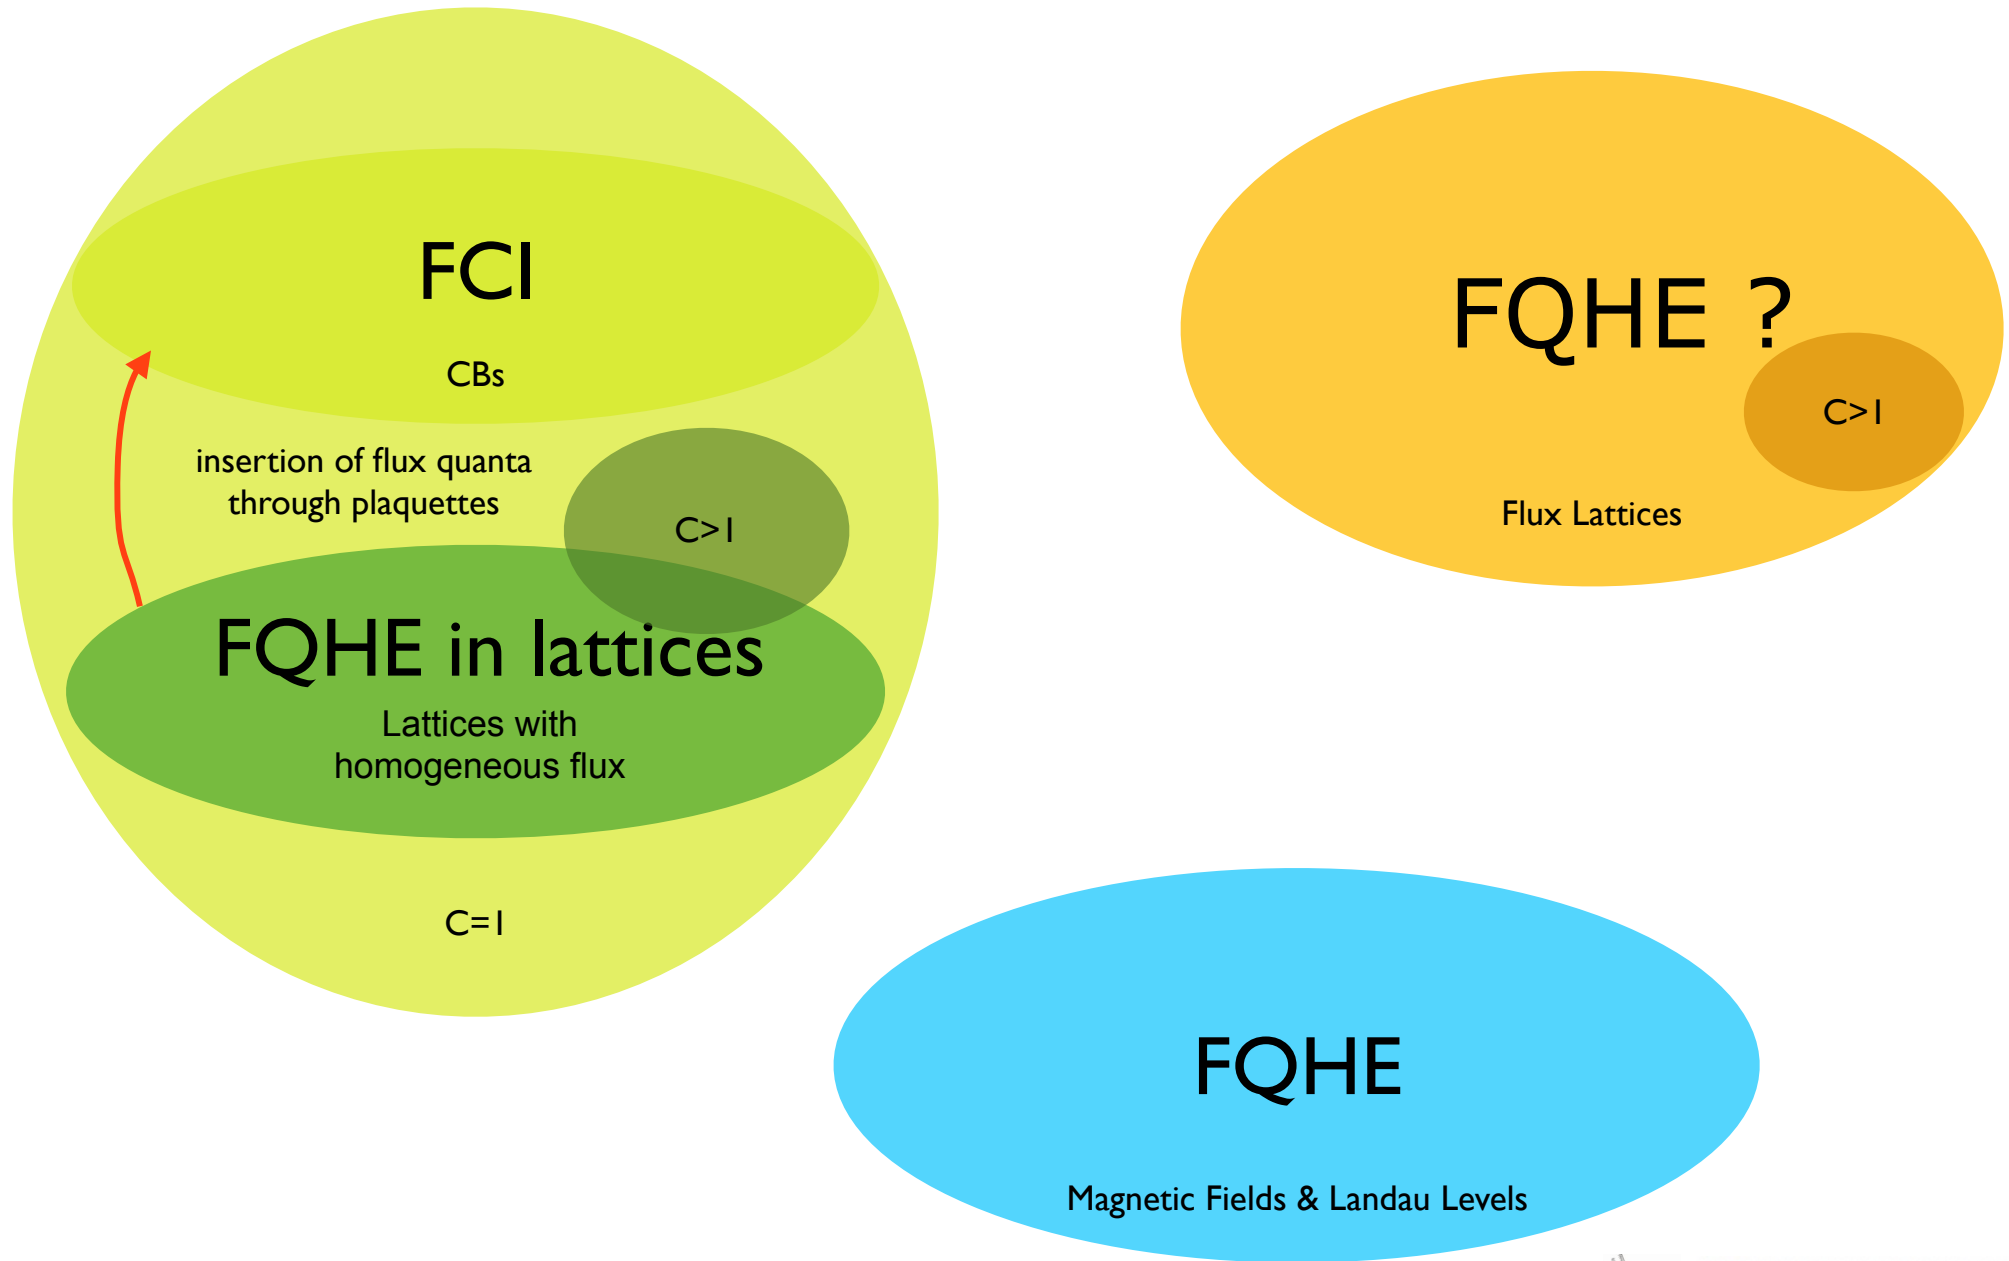 FCI
CBs
insertion of flux quanta
through plaquettes
C>1
FQHE in lattices
Lattices with
homogeneous flux
C=1
FQHE ?
C>1
Flux Lattices
FQHE
Magnetic Fields & Landau Levels